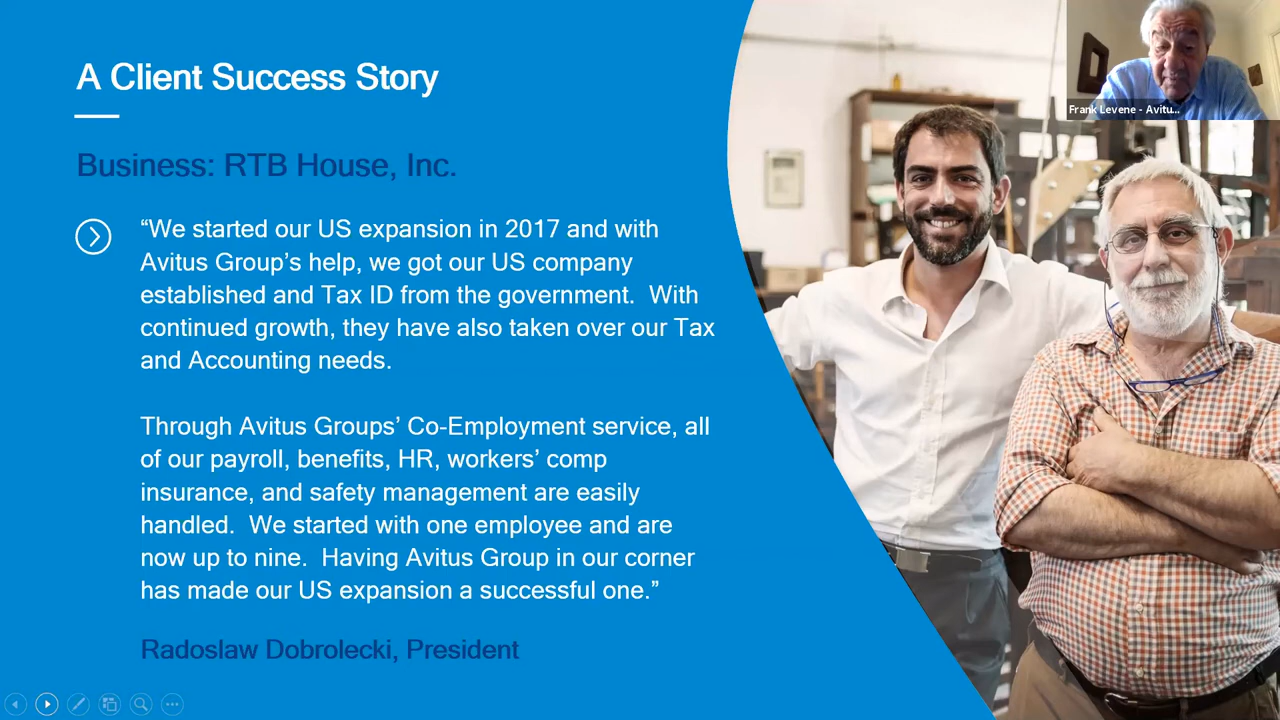 A Client Success Story
Business: RTB House, Inc.
“We started our US expansion in 2017 and with
Avitus Group’s help, we got our US company
established and Tax ID from the government.  With
continued growth, they have also taken over our Tax
and Accounting needs.
Through Avitus Groups’ Co-Employment service, all
of our payroll, benefits, HR, workers’ comp
insurance, and safety management are easily
handled.  We started with one employee and are
now up to nine.  Having Avitus Group in our corner
has made our US expansion a successful one.”
Radoslaw Dobrolecki, President
Frank Levene - Avitu...